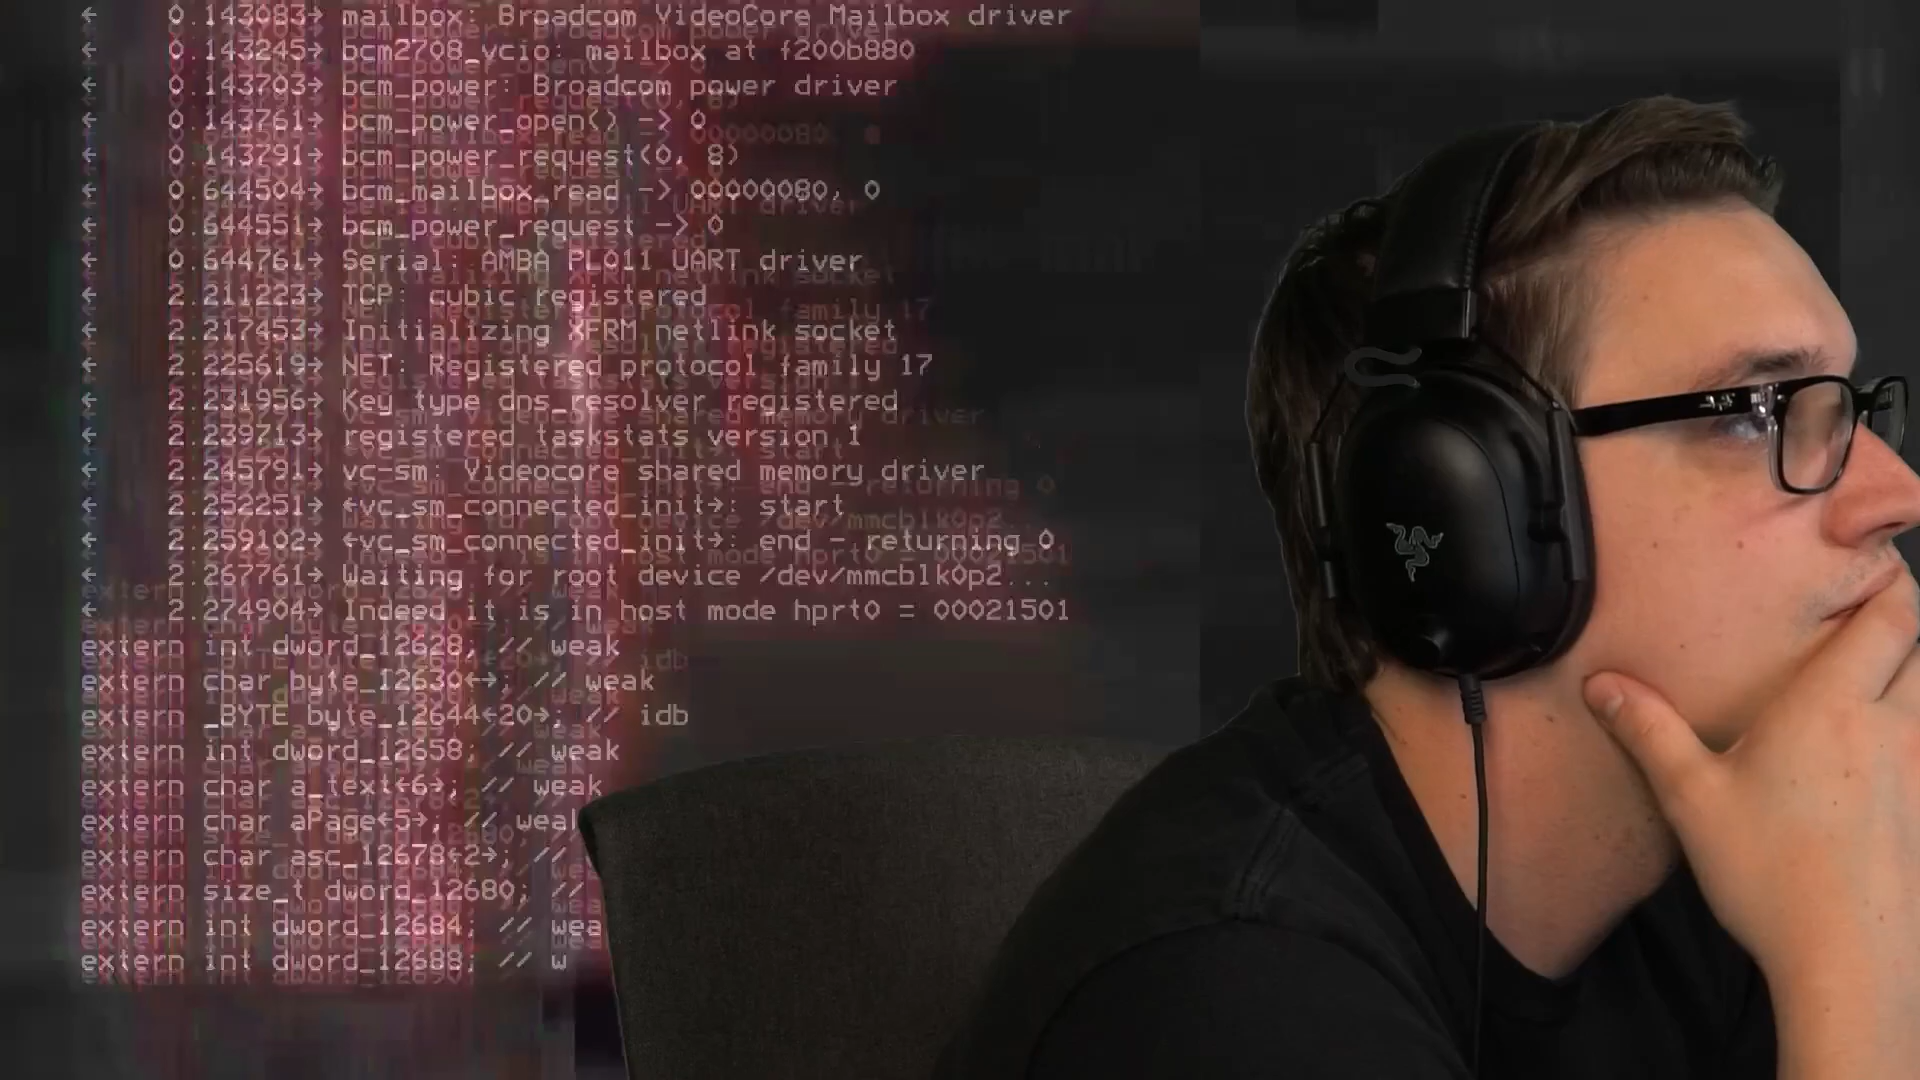 ← 0.143083→ mailbox: Broadcom VideoCore Mailbox driver
← 0.143245→ bcm2708_vcio: mailbox at f200b880
← 0.143703→ bcm_power: Broadcom power driver
← 0.143761→ bcm_power_open() -> 0
← 0.143791→ bcm_power_request(0, 8)
← 0.644504→ bcm_mailbox_read -> 00000080, 0
← 0.644551→ bcm_power_request -> 0
← 0.644761→ Serial: AMBA PL011 UART driver
← 2.211223→ TCP: cubic registered
← 2.217453→ Initializing XFRM netlink socket
← 2.225619→ NET: Registered protocol family 17
← 2.231956→ Key type dns_resolver registered
← 2.239713→ registered taskstats version 1
← 2.245791→ vc-sm: Videocore shared memory driver
← 2.252251→ ←vc_sm_connected_init→: start
← 2.259102→ ←vc_sm_connected_init→: end - returning 0
← 2.267761→ Waiting for root device /dev/mmcblk0p2...
← 2.274904→ Indeed it is in host mode hprt0 = 00021501
extern int dword_12628; // weak
extern char byte_12630←→; // weak
extern _BYTE byte_12644←20→; // idb
extern int dword_12658; // weak
extern char a_text←6→; // weak
extern char aPage←5→; // weal
extern char asc_12678←2→; //
extern size_t dword_12680; //
extern int dword_12684; // wea
extern int dword_12688; // w